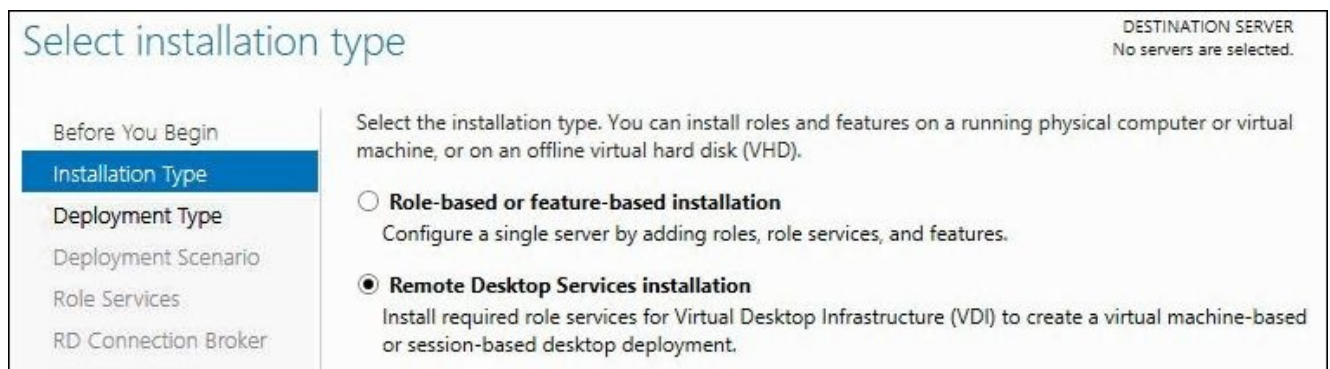 Select installation type
DESTINATION SERVER
No servers are selected.
Before You Begin
Installation Type
Deployment Type
Deployment Scenario
Role Services
RD Connection Broker
Select the installation type. You can install roles and features on a running physical computer or virtual
machine, or on an offline virtual hard disk (VHD).
Role-based or feature-based installation
Configure a single server by adding roles, role services, and features.
Remote Desktop Services installation
Install required role services for Virtual Desktop Infrastructure (VDI) to create a virtual machine-based
or session-based desktop deployment.